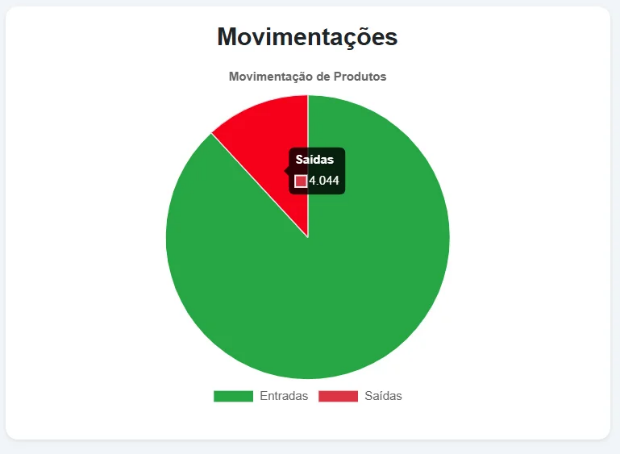 Movimentações
Movimentação de Produtos
Saídas
4.044
Entradas Saídas